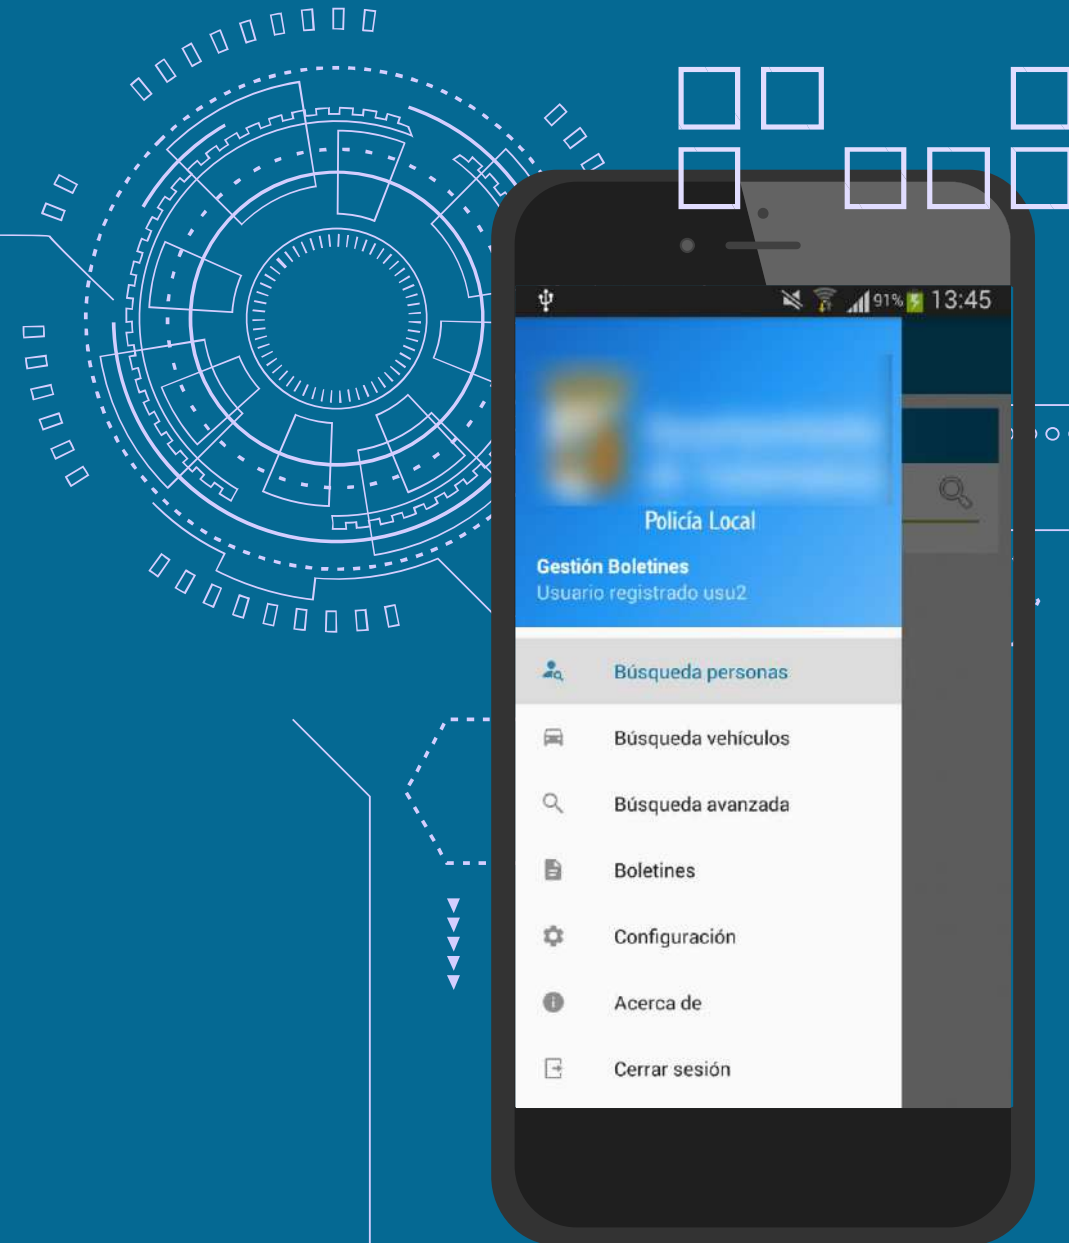 91% 13:45
Policía Local
Gestión Boletines
Usuario registrado usu2
Búsqueda personas
Búsqueda vehículos
Búsqueda avanzada
Boletines
Configuración
Acerca de
Cerrar sesión